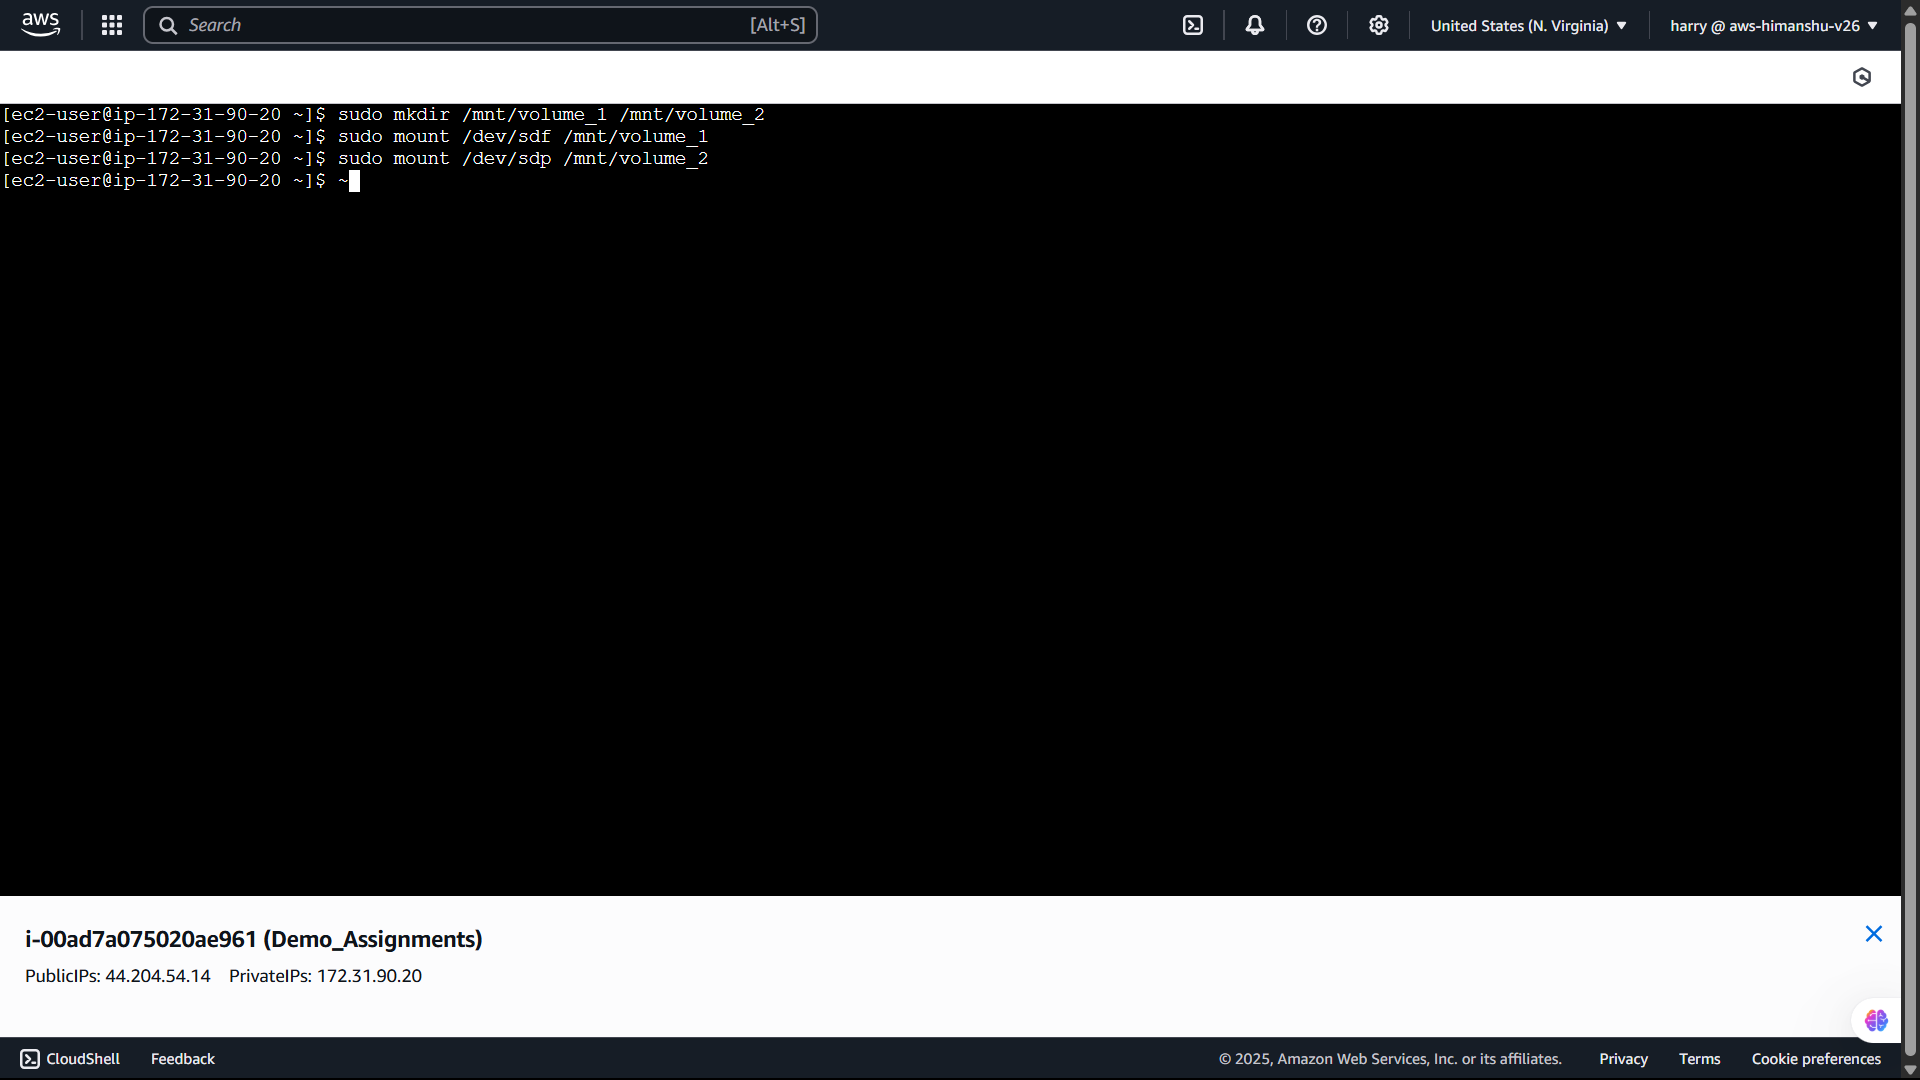 aws
Search
[Alt+S]
United States (N. Virginia)
harry @ aws-himanshu-v26
[ec2-user@ip-172-31-90-20 ~]$ sudo mkdir /mnt/volume_1 /mnt/volume_2
[ec2-user@ip-172-31-90-20 ~]$ sudo mount /dev/sdf /mnt/volume_1
[ec2-user@ip-172-31-90-20 ~]$ sudo mount /dev/sdp /mnt/volume_2
[ec2-user@ip-172-31-90-20 ~]$ ~
i-00ad7a075020ae961 (Demo_Assignments)
PublicIPs: 44.204.54.14 PrivateIPs: 172.31.90.20
CloudShell
Feedback
© 2025, Amazon Web Services, Inc. or its affiliates.
Privacy
Terms
Cookie preferences